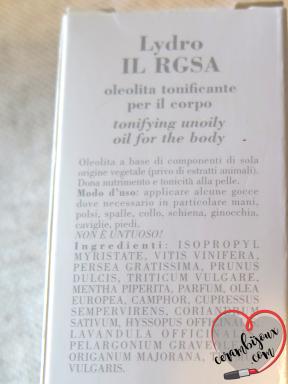 Lydro
IL RGSA
oleolita tonificante
per il corpo
tonifying unoily
oil for the body
Oleolita a base di componenti di sola
origine vegetale (privo di estratti animali).
Dona nutrimento e tonicità alla pelle.
Modo d'uso: applicare alcune gocce
dove necessario in particolare mani,
polsi, spalle, collo, schiena, ginocchia,
caviglie, piedi.
NON È UNTUOSO!
Ingredienti: ISOPROPYL
MYRISTATE, VITIS VINIFERA,
PERSEA GRATISSIMA, PRUNUS
DULCIS, TRITICUM VULGARE,
MENTHA PIPERITA, PARFUM, OLEA
EUROPEA, CAMPHOR, CUPRESSUS
SEMPERVIRENS, CORIANDRUM
SATIVUM, HYSSOPUS OFFICINAL
LAVANDULA OFFICINAL
PELARGONIUM GRAVEOLE
ORIGANUM MAJORANA,
VULGARIS.
cerambijoux
.com